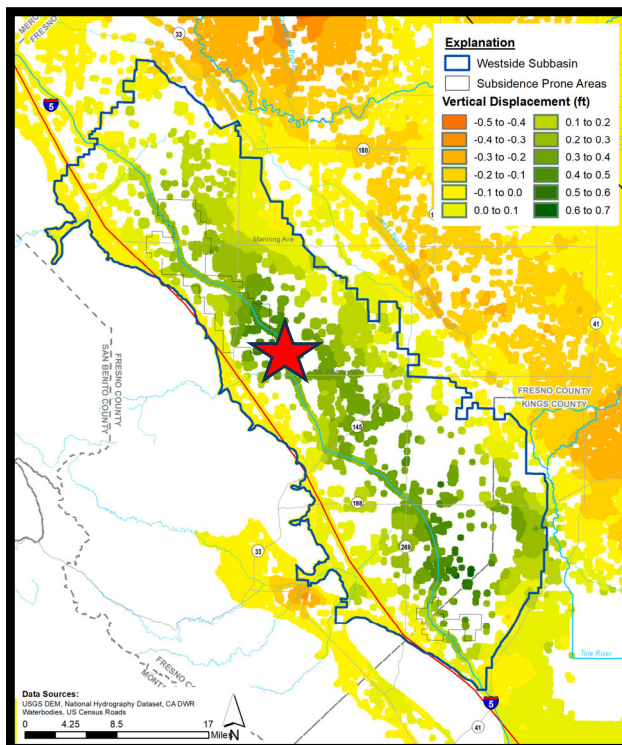 MERC
FRESNO
33
5
180
Explanation
Westside Subbasin
Subsidence Prone Areas
Vertical Displacement (ft)
-0.5 to -0.4
0.1 to 0.2
-0.4 to -0.3
0.2 to 0.3
-0.3 to -0.2
0.3 to 0.4
-0.2 to -0.1
0.4 to 0.5
-0.1 to 0.0
0.5 to 0.6
0.0 to 0.1
0.6 to 0.7
Manning Ave
41
FRESNO COUNTY
SAN BENITO COUNTY
FRESNO COUNTY
KINGS COUNTY
145
198
33
269
Tule River
FRESNO COUNTY
MONT
5
41
Data Sources:
USGS DEM, National Hydrography Dataset, CA DWR
Waterbodies, US Census Roads
0 4.25 8.5 17
Miles
N